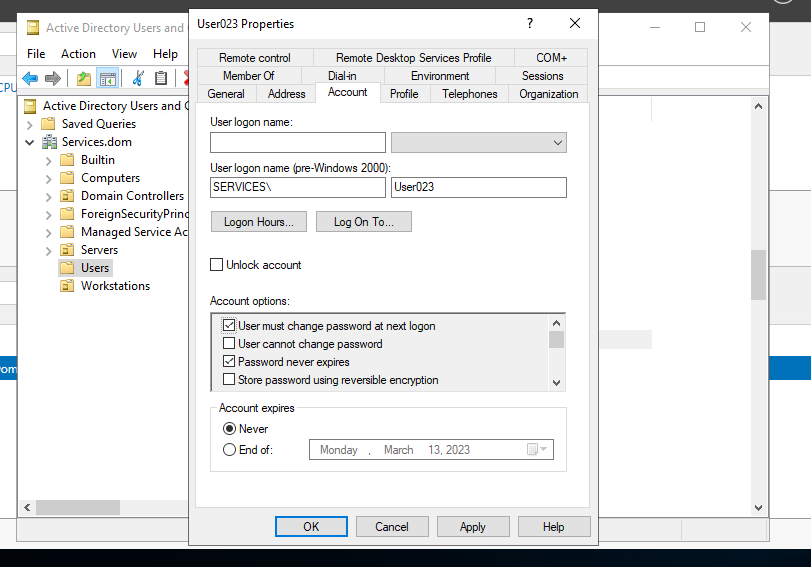 Active Directory Users and
User023 Properties
?
File Action View Help
Active Directory Users and C
Saved Queries
Services.dom
Builtin
Computers
Domain Controllers
ForeignSecurityPrinc
Managed Service Ac
Servers
Users
Workstations
Remote control Remote Desktop Services Profile COM+
Member Of Dial-in Environment Sessions
General Address Account Profile Telephones Organization
User logon name:
User logon name (pre-Windows 2000):
SERVICES\ User023
Logon Hours... Log On To...
Unlock account
Account options:
User must change password at next logon
User cannot change password
Password never expires
Store password using reversible encryption
Account expires
Never
End of: Monday , March 13, 2023
OK Cancel Apply Help
CPU
om